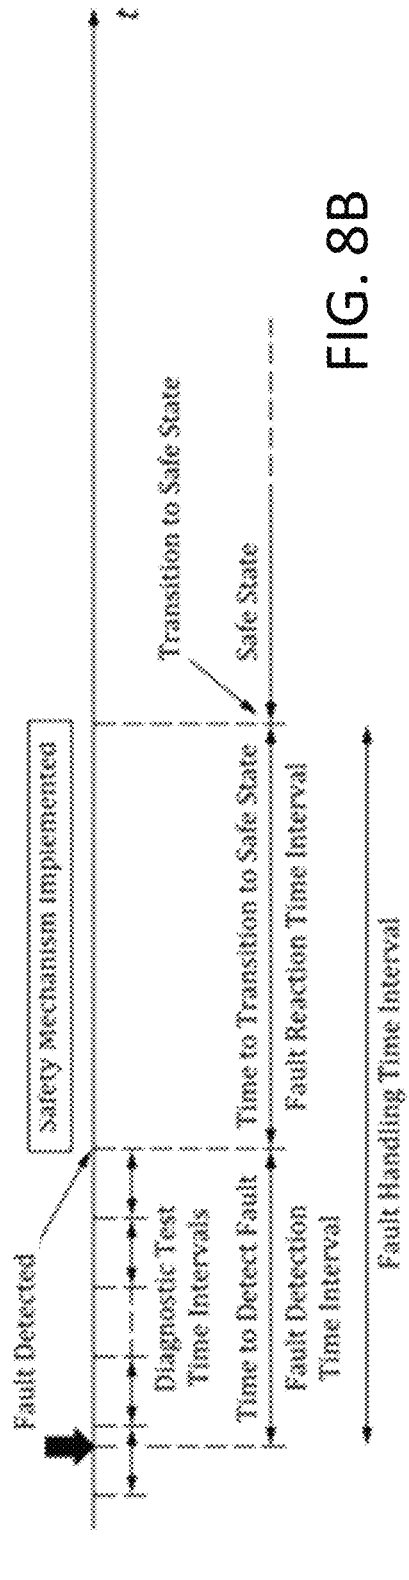 Fault Detected
Safety Mechanism Implemented
t
Diagnostic Test
Time Intervals
Transition to Safe State
Time to Detect Fault
Time to Transition to Safe State
Safe State
Fault Detection
Time Interval
Fault Reaction Time Interval
Fault Handling Time Interval
FIG. 8B